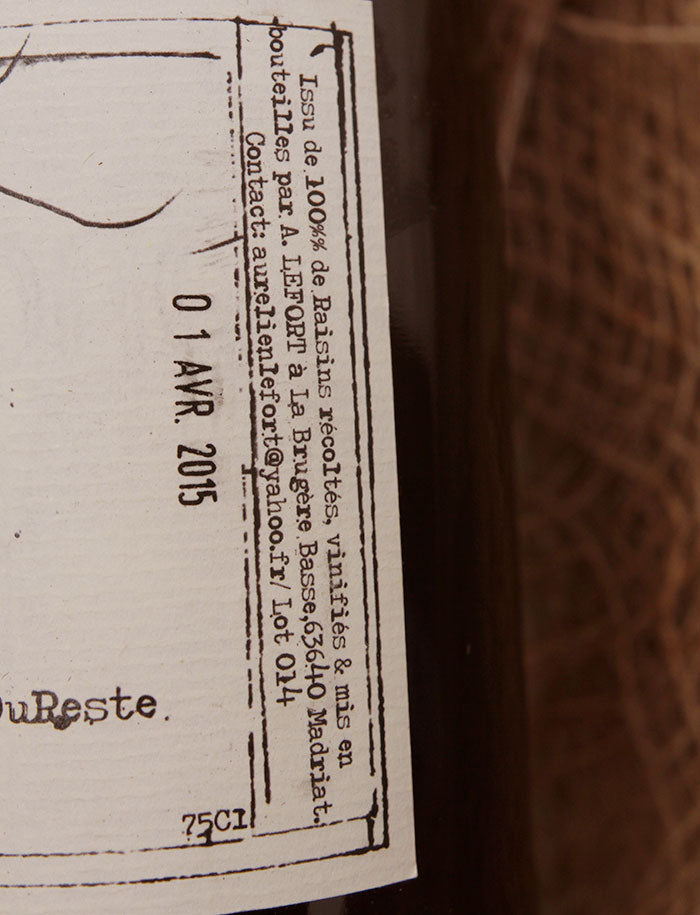 Issu de 100%% de Raisins récoltés, vinifiés & mis en
bouteilles par A. LEFORT à La Brugère Basse,63640 Madriat.
Contact: aurelienlefort@yahoo.fr/ Lot 014
01 AVR. 2015
uReste.
75Cl